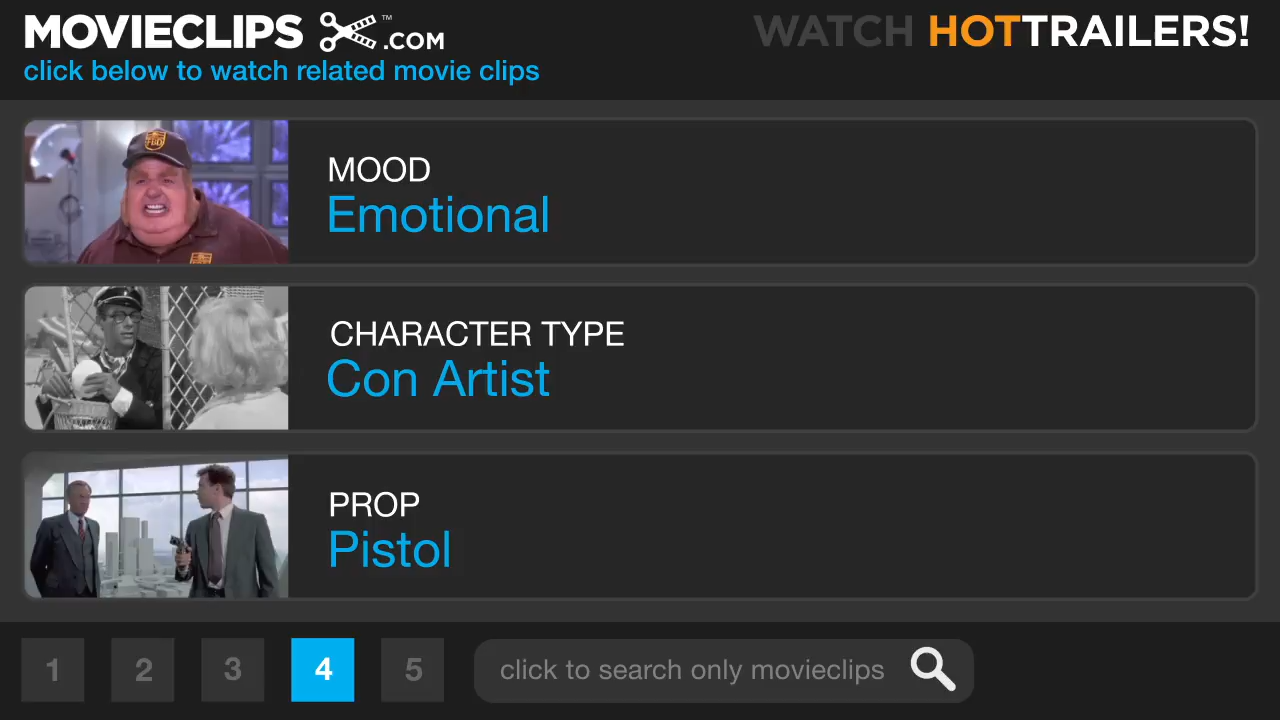 MOVIECLIPS ™ .COM
WATCH HOTTRAILERS!
click below to watch related movie clips
MOOD
Emotional
CHARACTER TYPE
Con Artist
PROP
Pistol
1 2 3 4 5
click to search only movieclips